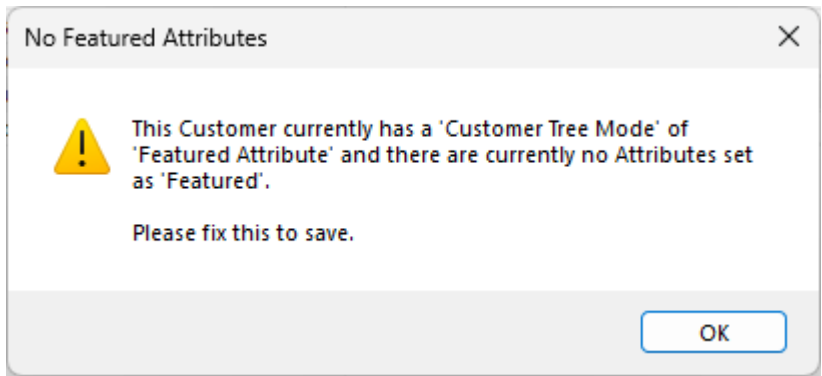 No Featured Attributes
This Customer currently has a 'Customer Tree Mode' of
'Featured Attribute' and there are currently no Attributes set
as 'Featured'.
Please fix this to save.
OK